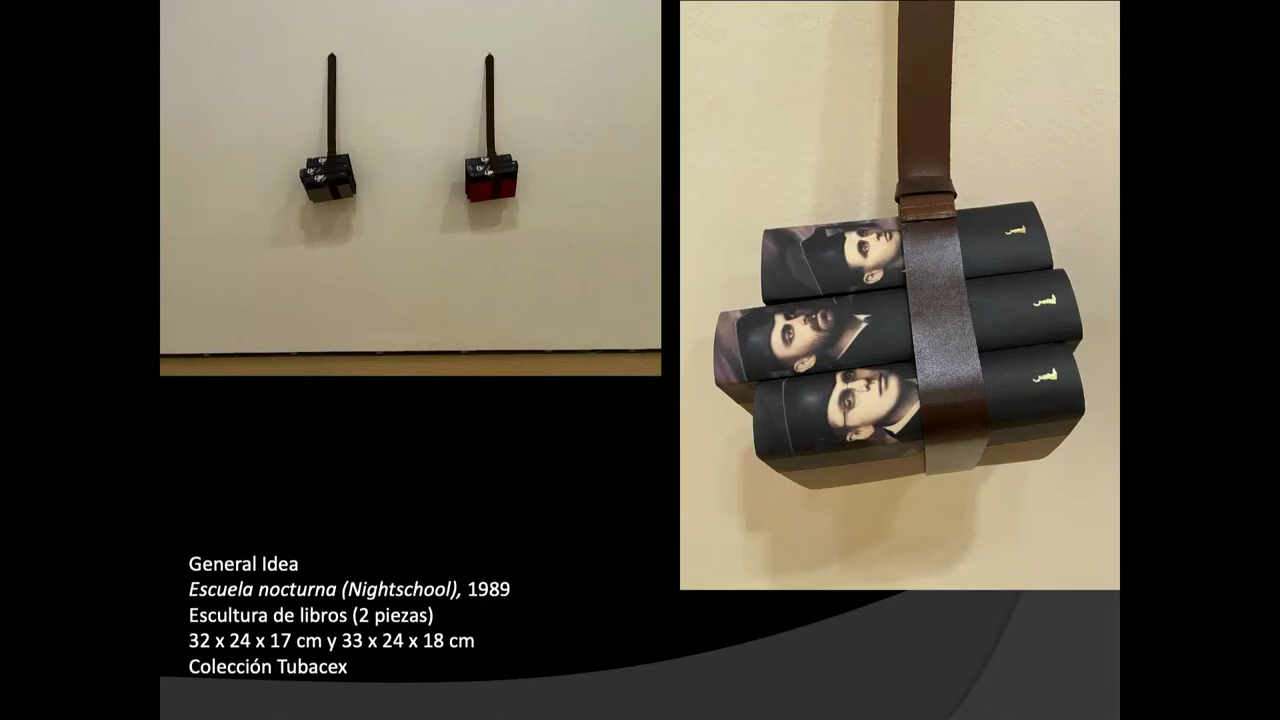 General Idea
Escuela nocturna (Nightschool), 1989
Escultura de libros (2 piezas)
32 x 24 x 17 cm y 33 x 24 x 18 cm
Colección Tubacex